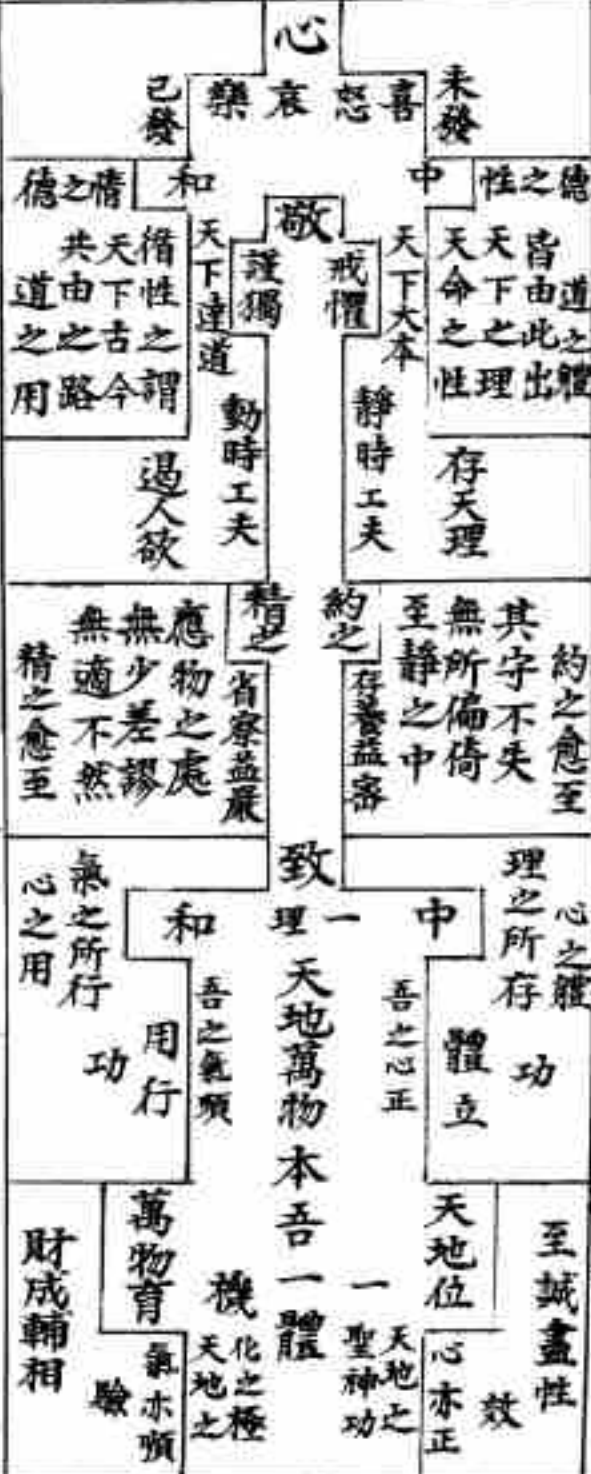 心
未發
喜怒哀樂
已發
性之德
中
和
情之德
敬
道之體
皆由此出
天下之理
天命之性
天下大本
戒懼
謹獨
天下達道
循性之謂
天下古今
共由之路
道之用
存天理
靜時工夫
動時工夫
遏人欲
約之
精之
約之愈至
其守不失
無所偏倚
至靜之中
存養益密
省察益嚴
應物之處
無少差謬
無適不然
精之愈至
致
中
一理
和
心之體
理之所存
功
體立
吾之心正
天地萬物本吾一體
吾之氣順
用行
功
氣之所行
心之用
至誠盡性
天地位
心亦正
效
一
天地之
聖神功
機
化之極
天地之
萬物育
氣亦順
驗
財成輔相